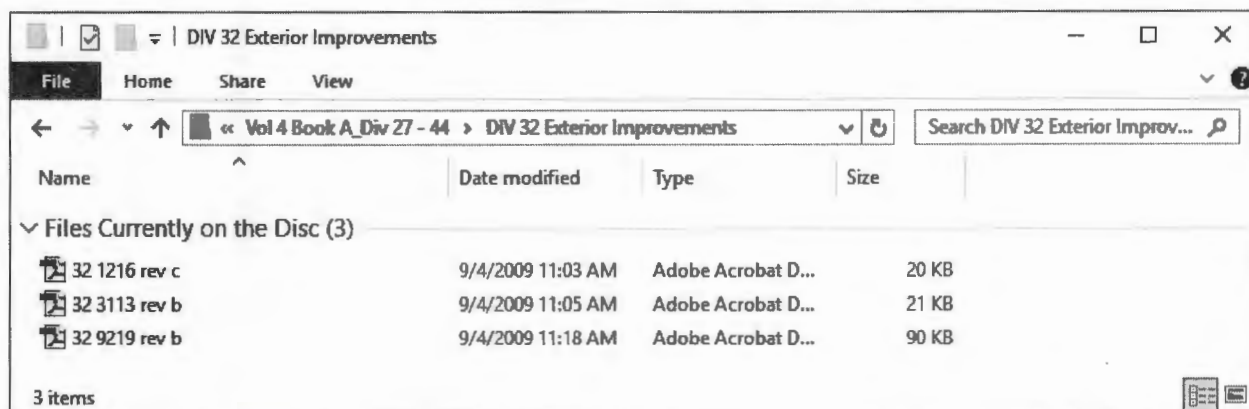 DIV 32 Exterior Improvements
File Home Share View
« Vol 4 Book A_Div 27 - 44 > DIV 32 Exterior Improvements Search DIV 32 Exterior Improv...
Name Date modified Type Size
Files Currently on the Disc (3)
32 1216 rev c 9/4/2009 11:03 AM Adobe Acrobat D... 20 KB
32 3113 rev b 9/4/2009 11:05 AM Adobe Acrobat D... 21 KB
32 9219 rev b 9/4/2009 11:18 AM Adobe Acrobat D... 90 KB
3 items